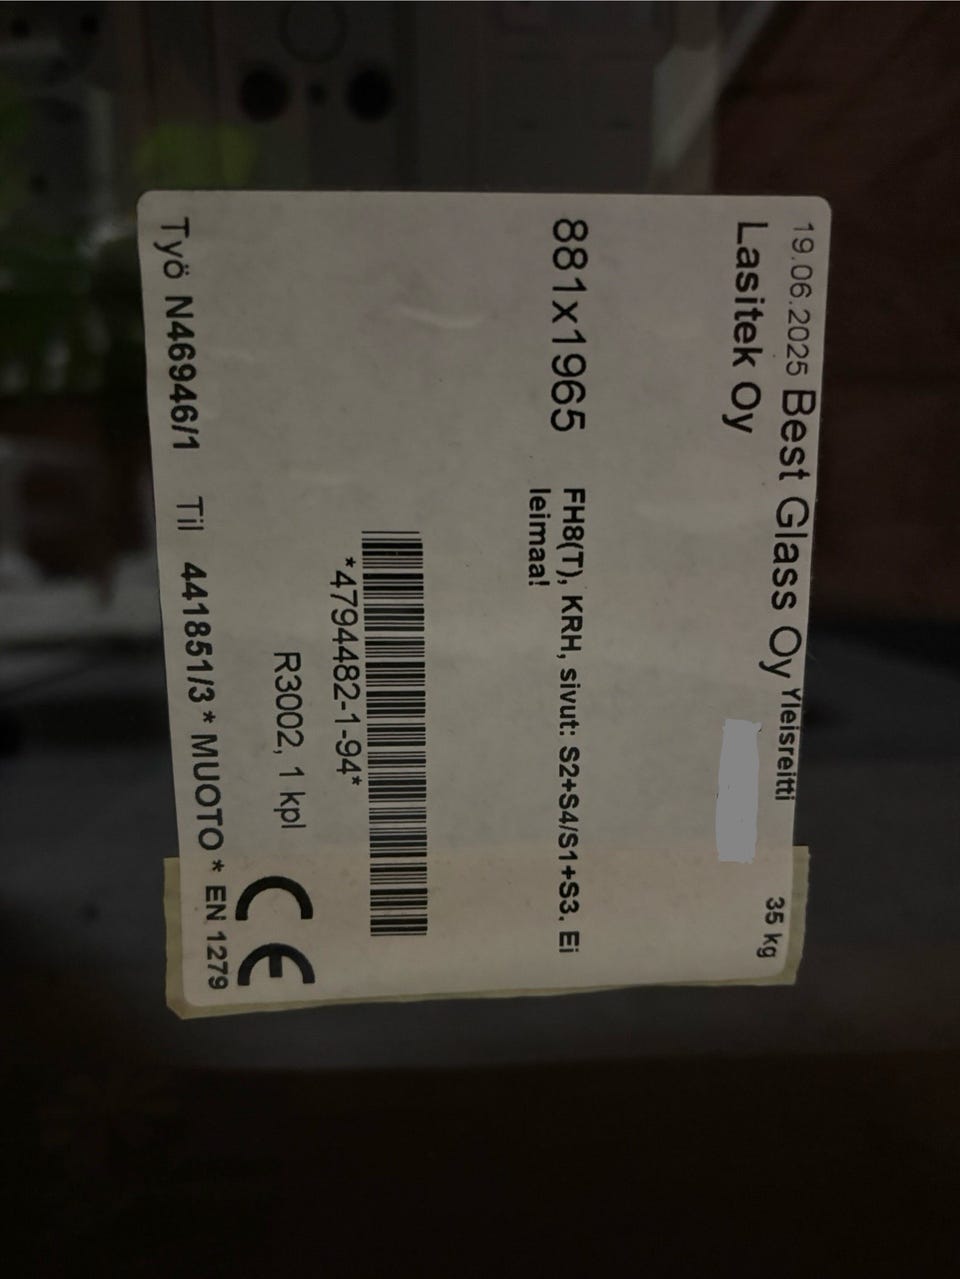 19.06.2025 Best Glass Oy Yleisreitti 35 kg
Lasitek Oy
881x1965 FH8(T), KRH, sivut: S2+S4/S1+S3. Ei
leimaa!
*4794482-1-94*
R3002, 1 kpl
CE
Työ N46946/1 Til 441851/3 * MUOTO * EN 1279